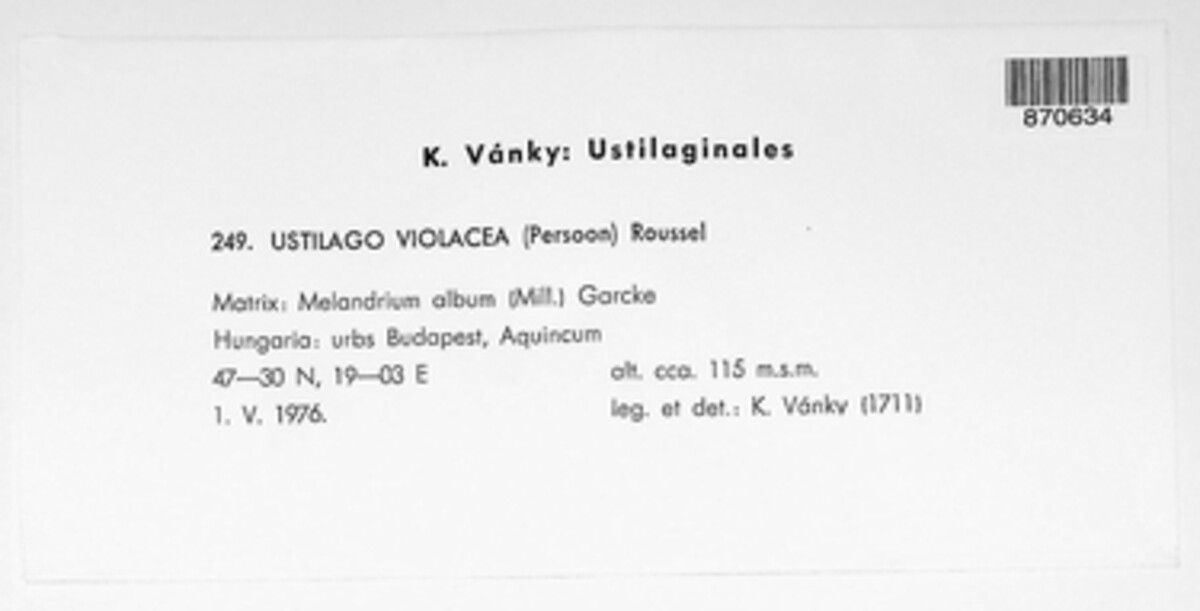 870634
K. Vánky: Ustilaginales
249. USTILAGO VIOLACEA (Persoon) Roussel
Matrix: Melandrium album (Mill.) Garcke
Hungaria: urbs Budapest, Aquincum
47—30 N, 19—03 E alt. cca. 115 m.s.m.
1. V. 1976. leg. et det.: K. Vánky (1711)